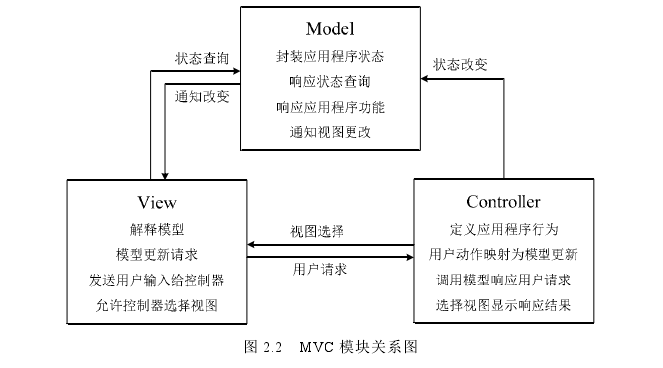 Model
封装应用程序状态
响应状态查询
响应应用程序功能
通知视图更改
状态查询
通知改变
状态改变
View
解释模型
模型更新请求
发送用户输入给控制器
允许控制器选择视图
视图选择
用户请求
Controller
定义应用程序行为
用户动作映射为模型更新
调用模型响应用户请求
选择视图显示响应结果
图 2.2 MVC 模块关系图